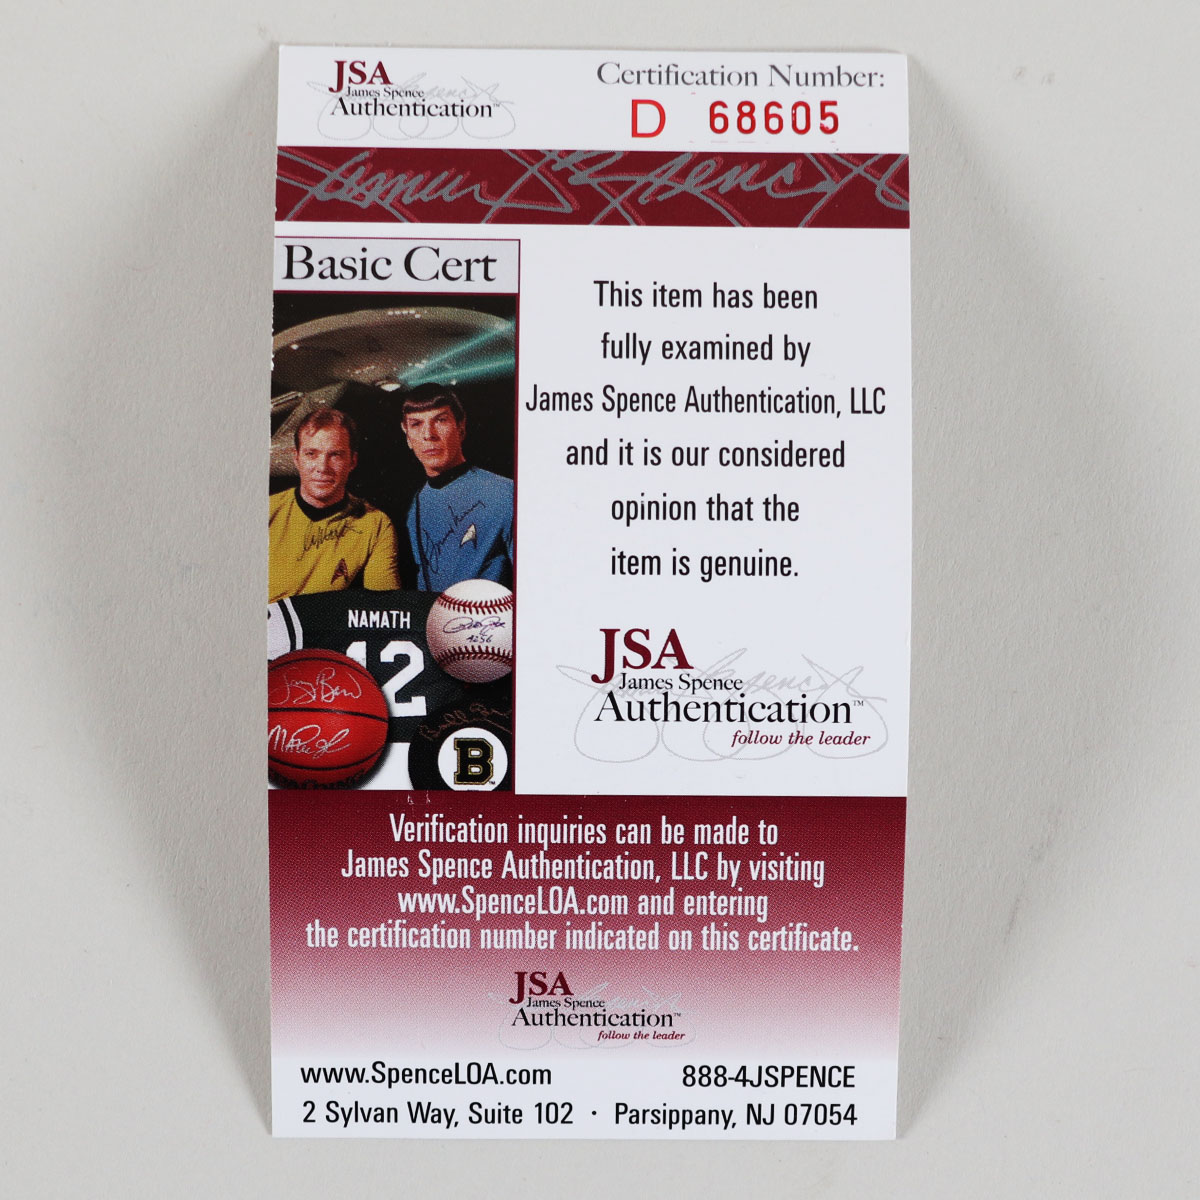 JSA
James Spence
Authentication™
Certification Number:
D 68605
Basic Cert
This item has been
fully examined by
James Spence Authentication, LLC
and it is our considered
opinion that the
item is genuine.
NAMATH
12
4256
B
JSA
James Spence
Authentication™
follow the leader
Verification inquiries can be made to
James Spence Authentication, LLC by visiting
www.SpenceLOA.com and entering
the certification number indicated on this certificate.
JSA
James Spence
Authentication™
follow the leader
www.SpenceLOA.com 888-4JSPENCE
2 Sylvan Way, Suite 102 · Parsippany, NJ 07054